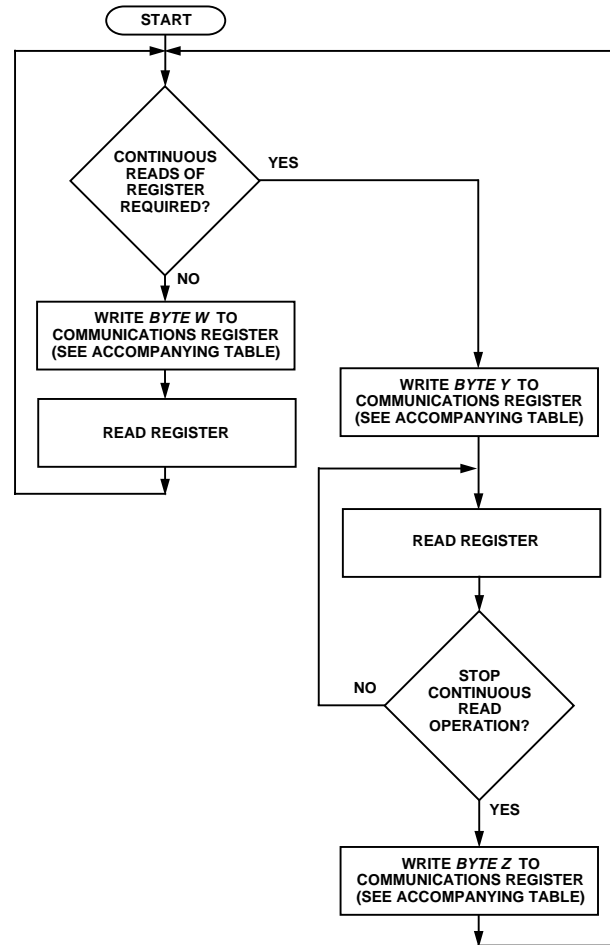 START
CONTINUOUS
READS OF
REGISTER
REQUIRED?
YES
NO
WRITE BYTE W TO
COMMUNICATIONS REGISTER
(SEE ACCOMPANYING TABLE)
READ REGISTER
WRITE BYTE Y TO
COMMUNICATIONS REGISTER
(SEE ACCOMPANYING TABLE)
READ REGISTER
STOP
CONTINUOUS
READ
OPERATION?
NO
YES
WRITE BYTE Z TO
COMMUNICATIONS REGISTER
(SEE ACCOMPANYING TABLE)